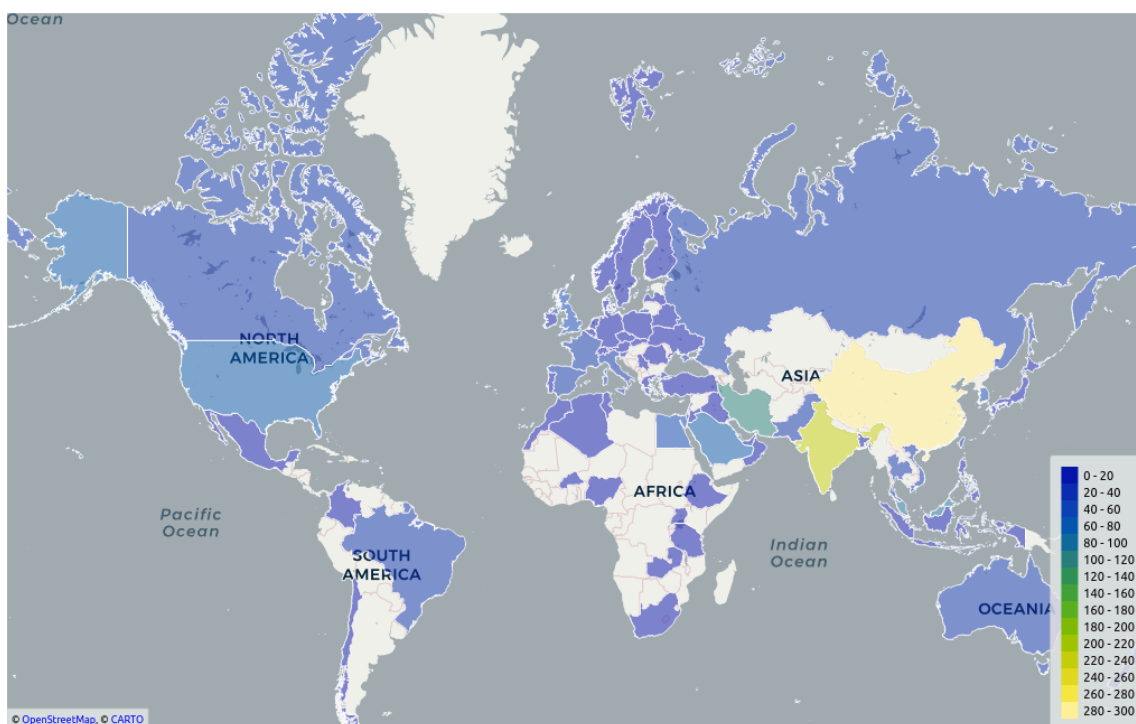 Ocean
NORTH
AMERICA
ASIA
AFRICA
Pacific
Ocean
Indian
Ocean
SOUTH
AMERICA
OCEANIA
0 - 20
20 - 40
40 - 60
60 - 80
80 - 100
100 - 120
120 - 140
140 - 160
160 - 180
180 - 200
200 - 220
220 - 240
240 - 260
260 - 280
280 - 300
© OpenStreetMap, © CARTO